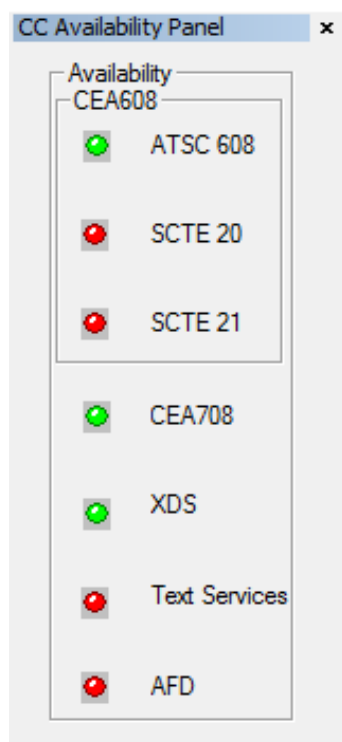 CC Availability Panel ×
Availability
CEA608
ATSC 608
SCTE 20
SCTE 21
CEA708
XDS
Text Services
AFD